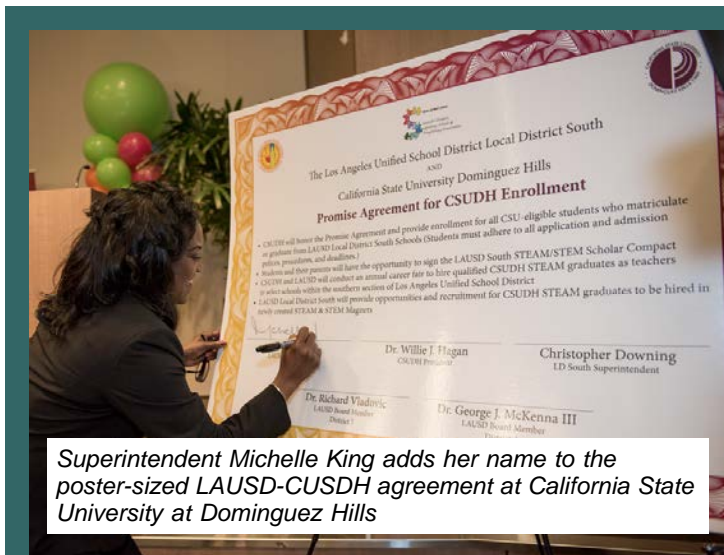 The Los Angeles Unified School District Local District South
AND
California State University Dominguez Hills
Promise Agreement for CSUDH Enrollment
• CSUDH will honor the Promise Agreement and provide enrollment for all CSU-eligible students who matriculate
or graduate from LAUSD Local District South Schools (Students must adhere to all application and admission
polices, procedures, and deadlines.)
• Students and their parents will have the opportunity to sign the LAUSD South STEAM/STEM Scholar Compact
• CSUDH and LAUSD will conduct an annual career fate to hire qualified CSUDH STEAM graduates as teachers
in select schools within the southern section of Los Angeles Unified School District
• LAUSD Local District South will provide opportunities and recruitment for CSUDH STEAM graduates to be hired in
newly created STEAM & STEM Magnets
Michelle
Dr. Willie J. Hagan
CSUDH President
Christopher Downing
LD South Superintendent
Dr. Richard Vladovic
LAUSD Board Member
District 7
Dr. George J. McKenna III
LAUSD Board Member
Superintendent Michelle King adds her name to the
poster-sized LAUSD-CUSDH agreement at California State
University at Dominguez Hills